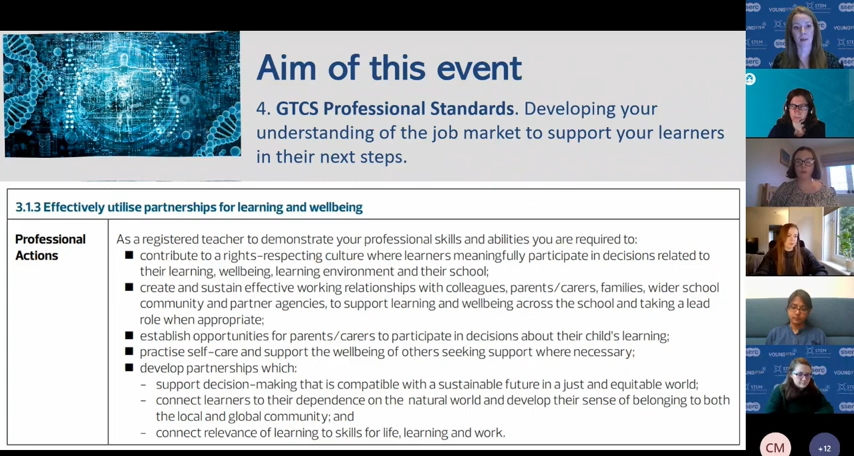 Aim of this event
4. GTCS Professional Standards. Developing your
understanding of the job market to support your learners
in their next steps.
3.1.3 Effectively utilise partnerships for learning and wellbeing
Professional
Actions
As a registered teacher to demonstrate your professional skills and abilities you are required to:
■ contribute to a rights-respecting culture where learners meaningfully participate in decisions related to
their learning, wellbeing, learning environment and their school;
■ create and sustain effective working relationships with colleagues, parents/carers, families, wider school
community and partner agencies, to support learning and wellbeing across the school and taking a lead
role when appropriate;
■ establish opportunities for parents/carers to participate in decisions about their child's learning;
■ practise self-care and support the wellbeing of others seeking support where necessary;
■ develop partnerships which:
– support decision-making that is compatible with a sustainable future in a just and equitable world;
– connect learners to their dependence on the natural world and develop their sense of belonging to both
the local and global community; and
– connect relevance of learning to skills for life, learning and work.
sserc
STEM
CM
+12